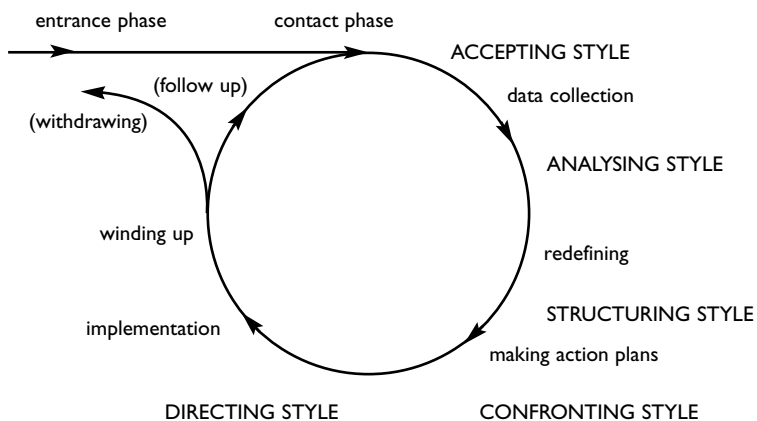 entrance phase
contact phase
ACCEPTING STYLE
(follow up)
data collection
(withdrawing)
ANALYSING STYLE
winding up
redefining
STRUCTURING STYLE
implementation
making action plans
DIRECTING STYLE
CONFRONTING STYLE